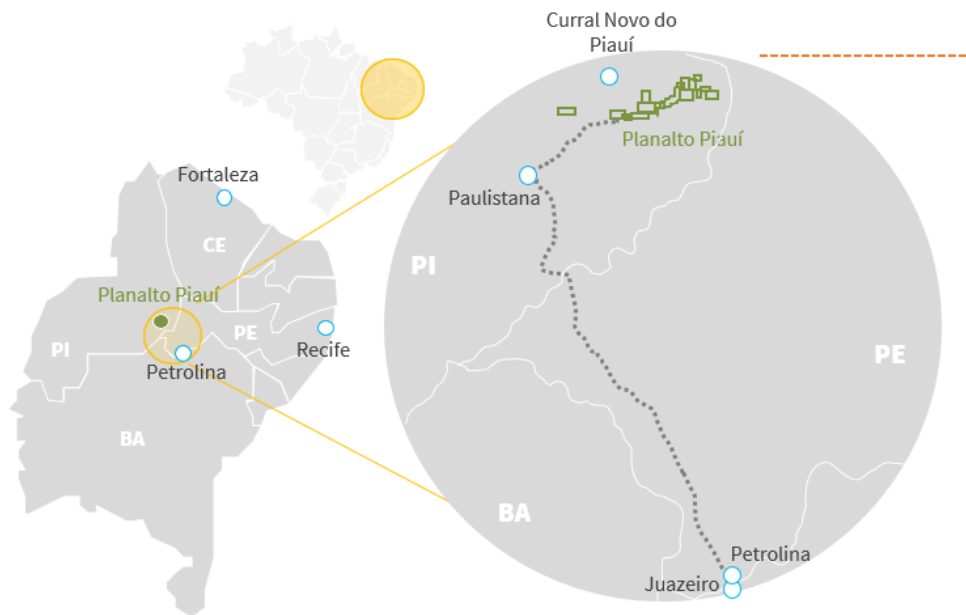 Curral Novo do
Piauí
Planalto Piauí
Paulistana
PI
PE
BA
Petrolina
Juazeiro
Fortaleza
CE
Planalto Piauí
PE
PI
Recife
Petrolina
BA